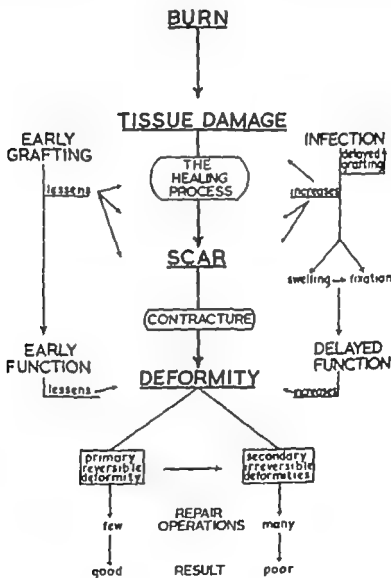 BURN
TISSUE DAMAGE
EARLY
GRAFTING
lessens
THE
HEALING
PROCESS
INFECTION
delayed
grafting
increases
SCAR
swelling
fixation
CONTRACTURE
EARLY
FUNCTION
lessens
DEFORMITY
DELAYED
FUNCTION
increases
primary
reversible
deformity
secondary
irreversible
deformities
few
REPAIR
OPERATIONS
many
good
RESULT
poor